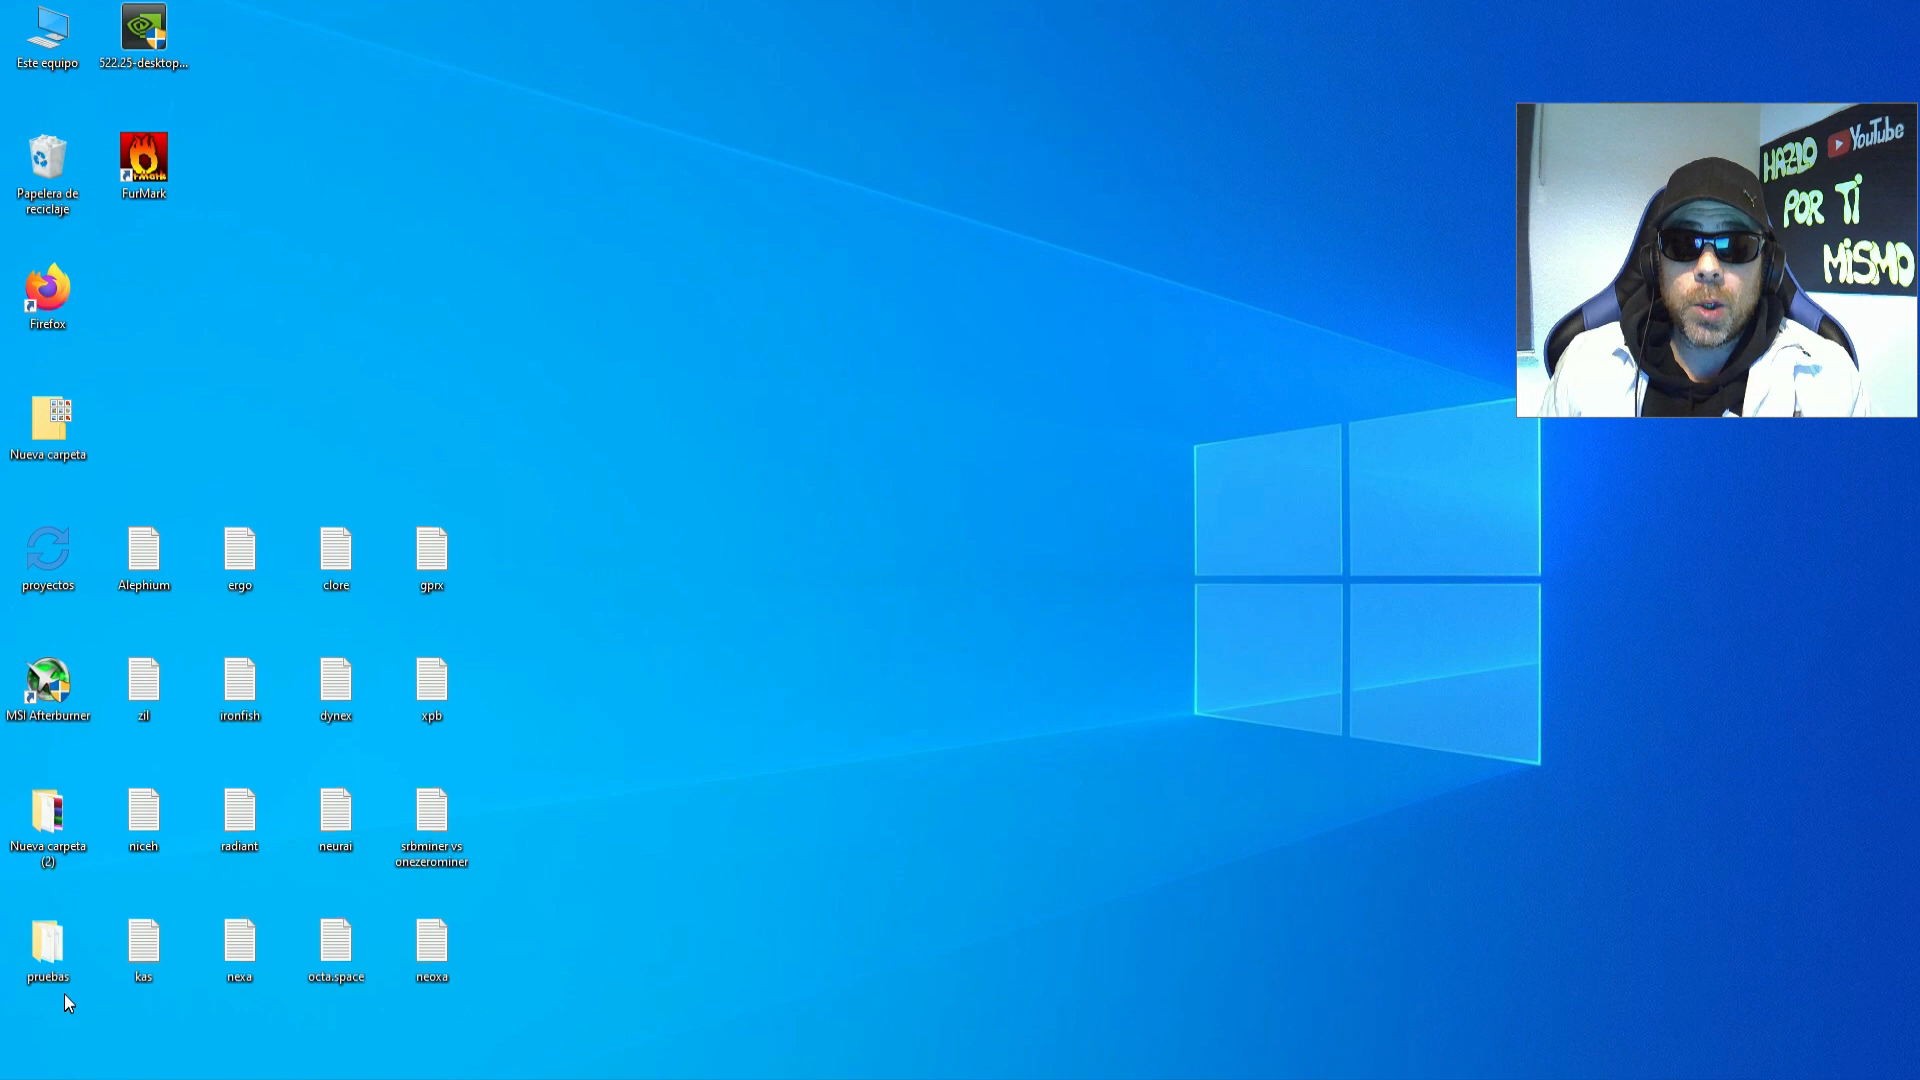 Este equipo
522.25-desktop...
Papelera de
reciclaje
FurMark
Firefox
Nueva carpeta
proyectos
Alephium
ergo
clore
gprx
MSI Afterburner
zil
ironfish
dynex
xpb
Nueva carpeta
(2)
niceh
radiant
neurai
srbminer vs
onezerominer
pruebas
kas
nexa
octa.space
neoxa
YouTube
HAZLO
POR Ti
MiSMO